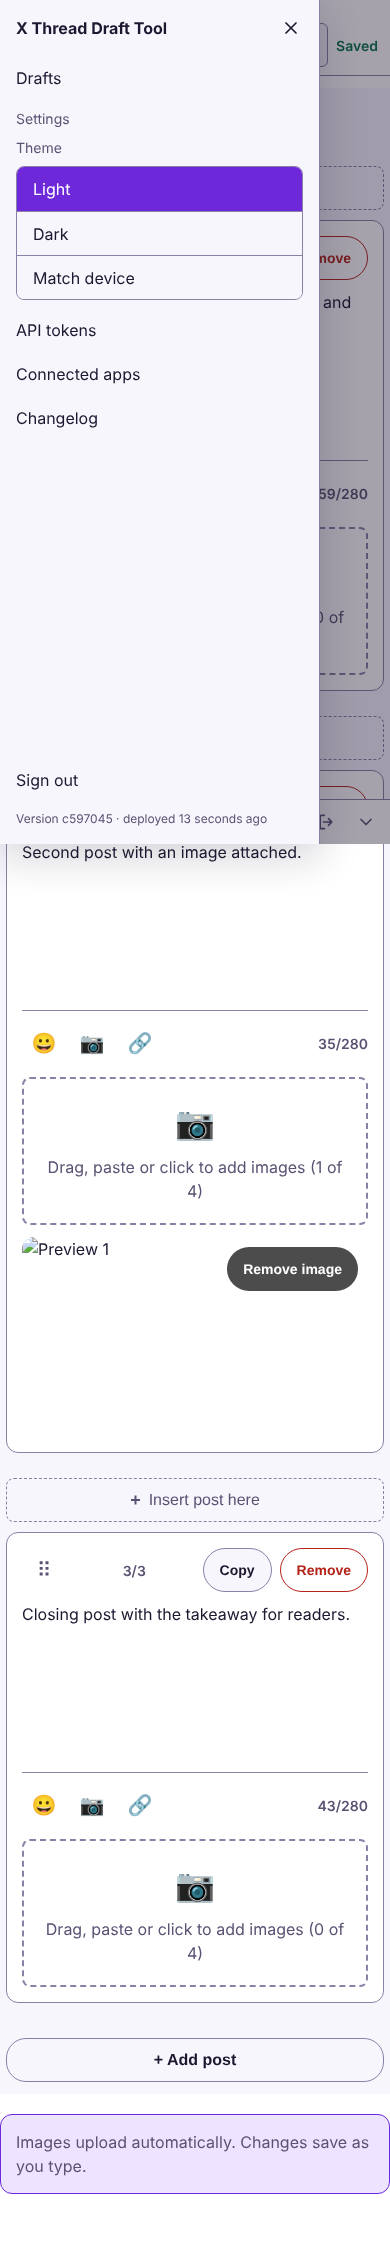 X Thread Draft Tool
Saved
Drafts
Settings
Theme
Light
Dark
Match device
API tokens
Connected apps
Changelog
and
59/280
0 of
Sign out
Version c597045 · deployed 13 seconds ago
Second post with an image attached.
35/280
Drag, paste or click to add images (1 of
4)
Preview 1
Remove image
+ Insert post here
3/3
Copy
Remove
Closing post with the takeaway for readers.
43/280
Drag, paste or click to add images (0 of
4)
+ Add post
Images upload automatically. Changes save as
you type.